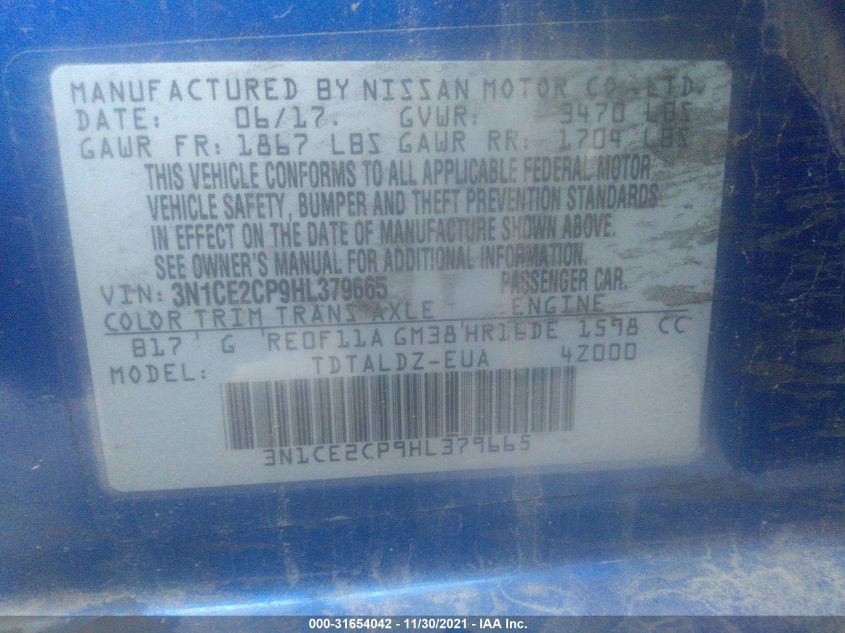 MANUFACTURED BY NISSAN MOTOR CO., LTD.
DATE: 06/17. GVWR: 3470 LBS
GAWR FR: 1867 LBS GAWR RR: 1704 LBS
THIS VEHICLE CONFORMS TO ALL APPLICABLE FEDERAL MOTOR
VEHICLE SAFETY, BUMPER AND THEFT PREVENTION STANDARDS
IN EFFECT ON THE DATE OF MANUFACTURE SHOWN ABOVE.
SEE OWNER'S MANUAL FOR ADDITIONAL INFORMATION.
VIN: 3N1CE2CP9HL379665 PASSENGER CAR.
COLOR TRIM TRANS AXLE ENGINE
B17 G RE0F11A GM38 HR16DE 1598 CC
MODEL: TDTALDZ-EUA 4Z000
3N1CE2CP9HL379665
000-31654042 — 11/30/2021 — IAA Inc.